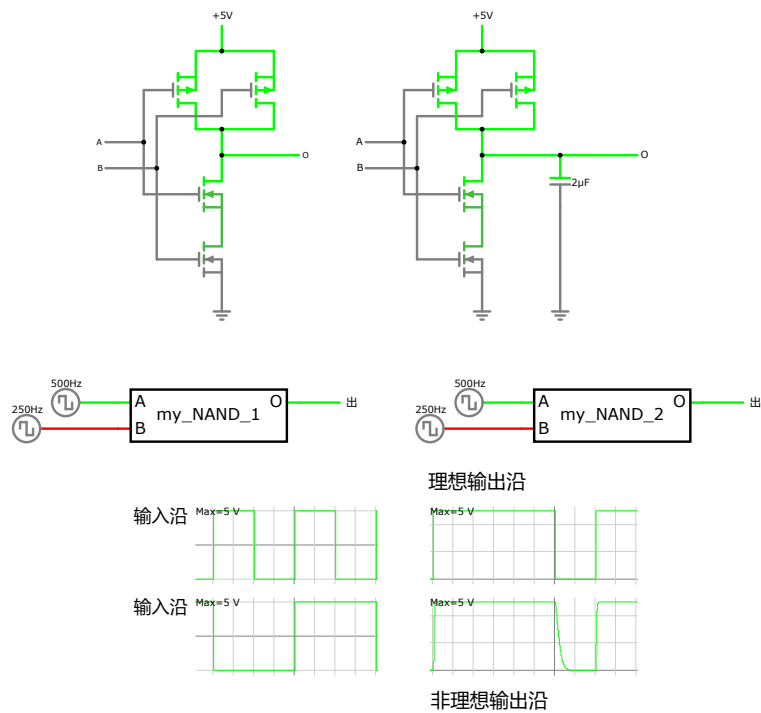 +5V
+5V
A
B
O
A
B
O
2μF
500Hz
250Hz
A
B
O
my_NAND_1
出
500Hz
250Hz
A
B
O
my_NAND_2
出
理想输出沿
输入沿
Max=5 V
Max=5 V
输入沿
Max=5 V
Max=5 V
非理想输出沿